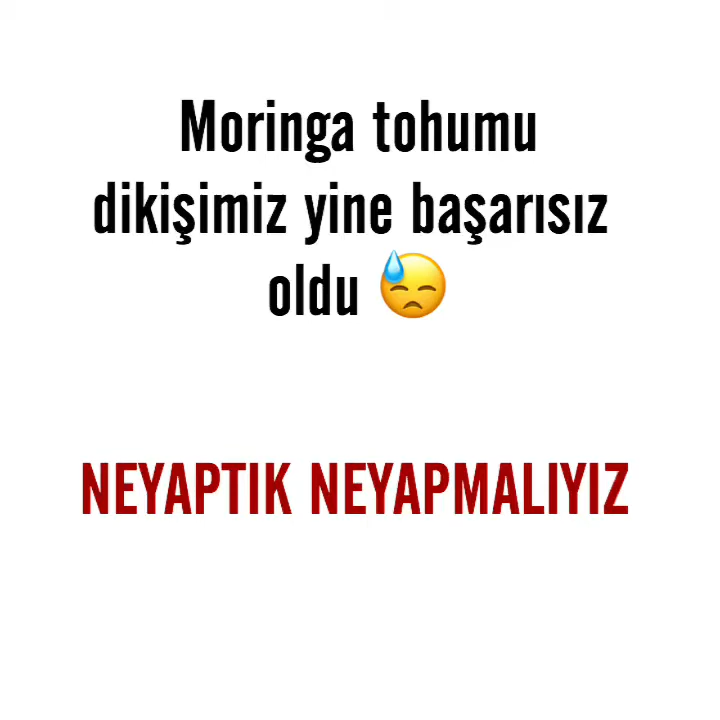 Moringa tohumu
dikişimiz yine başarısız
oldu 😓
NEYAPTIK NEYAPMALIYIZ